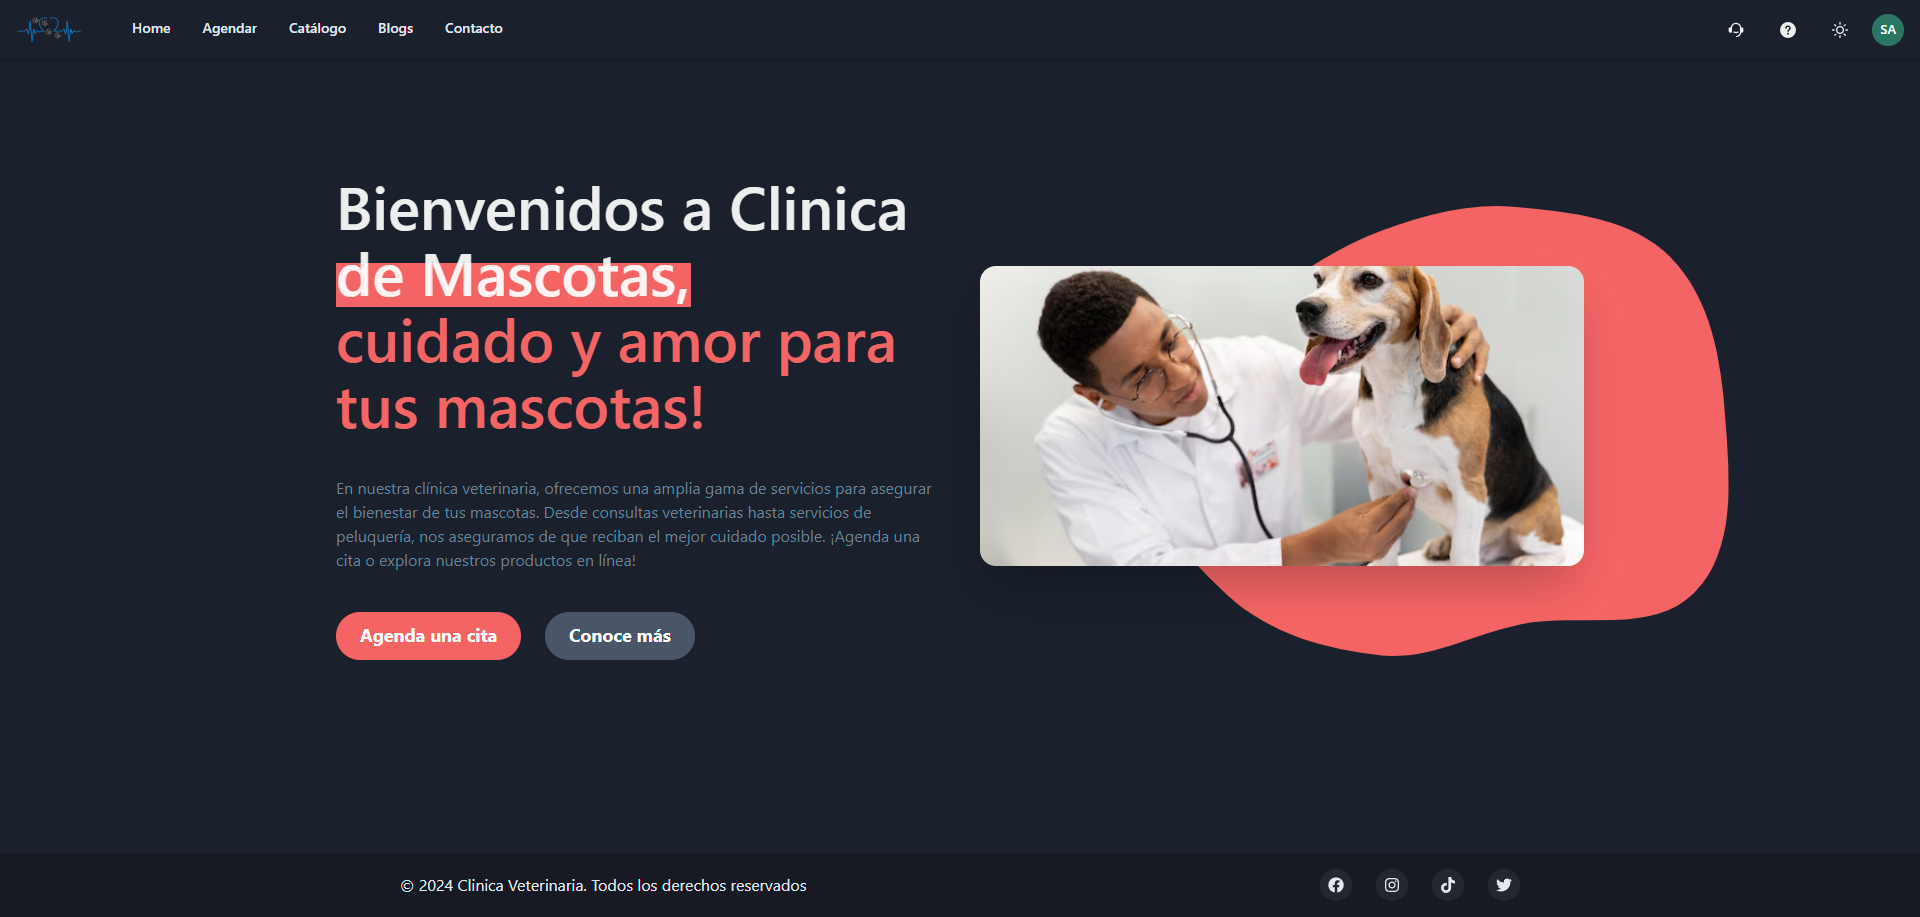 Home Agendar Catálogo Blogs Contacto
SA
Bienvenidos a Clinica
de Mascotas,
cuidado y amor para
tus mascotas!
En nuestra clínica veterinaria, ofrecemos una amplia gama de servicios para asegurar
el bienestar de tus mascotas. Desde consultas veterinarias hasta servicios de
peluquería, nos aseguramos de que reciban el mejor cuidado posible. ¡Agenda una
cita o explora nuestros productos en línea!
Agenda una cita Conoce más
© 2024 Clinica Veterinaria. Todos los derechos reservados